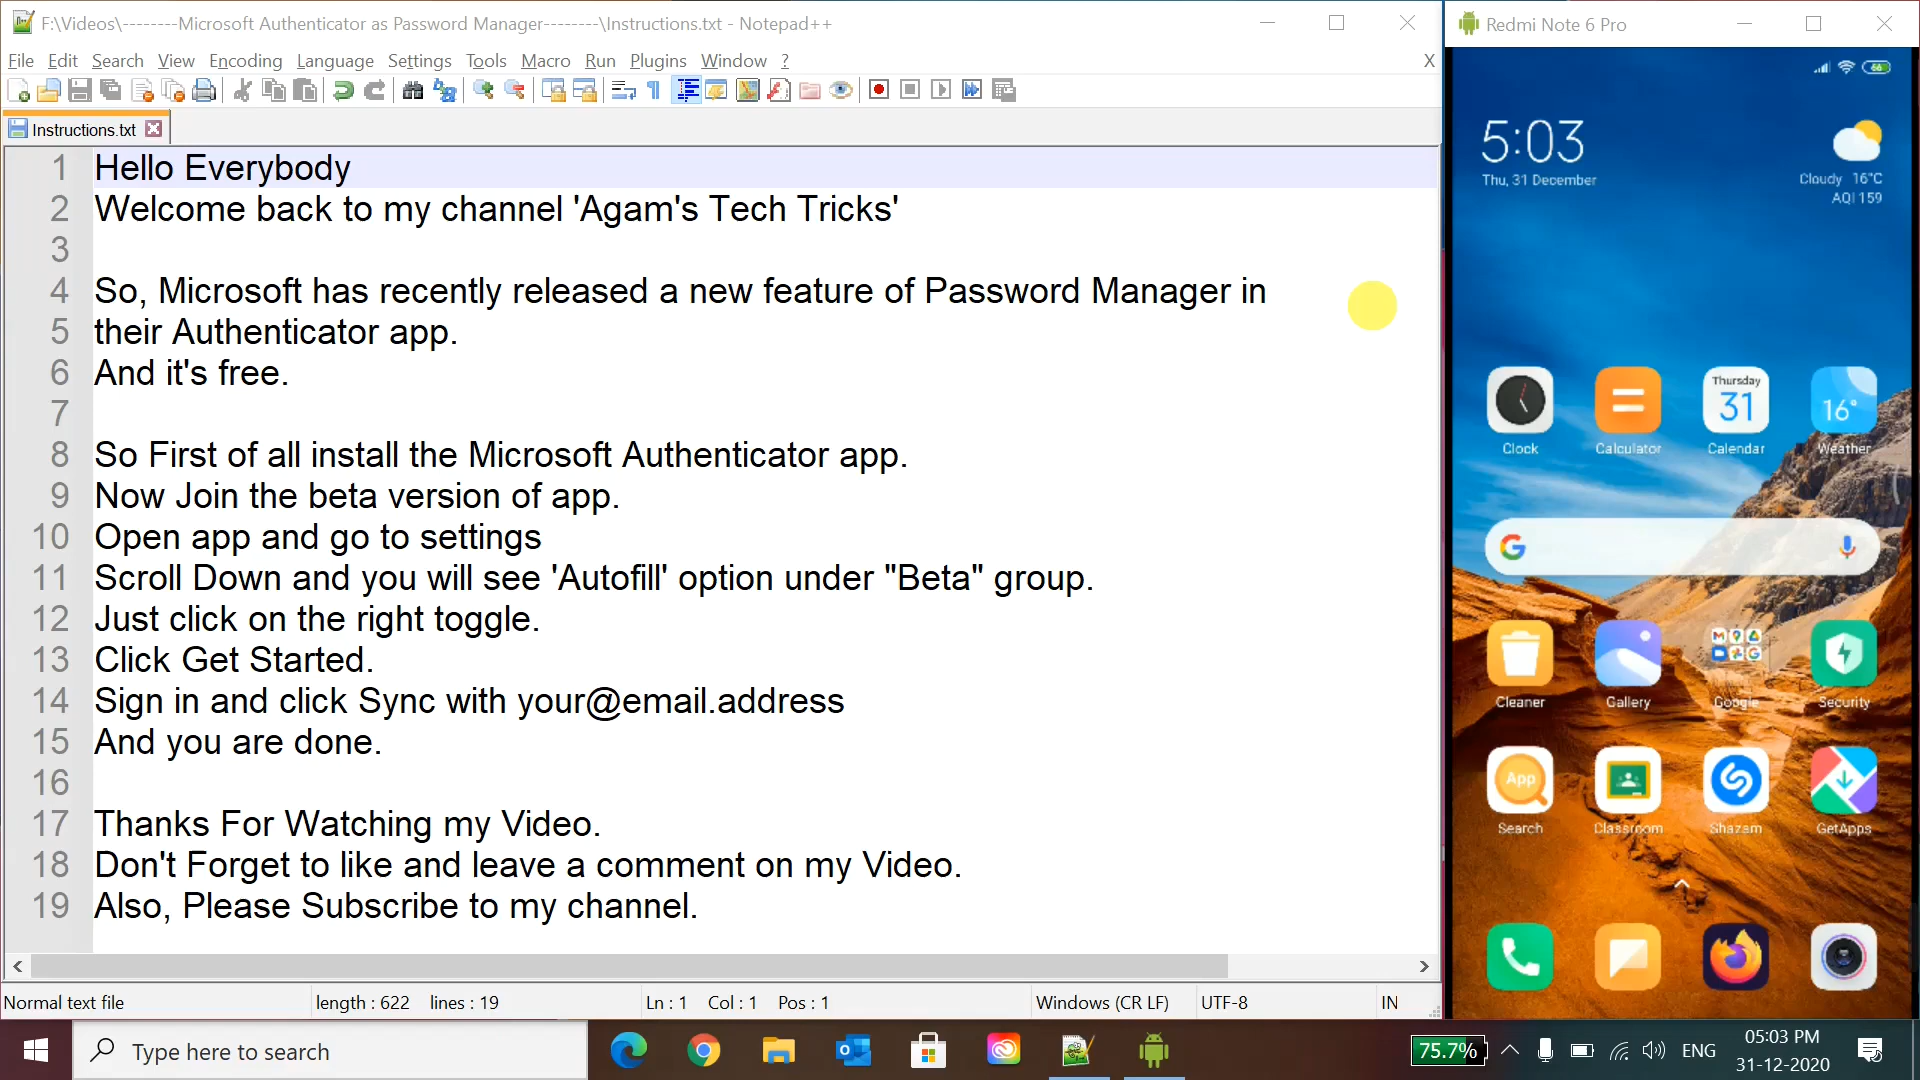 F:\Videos\--------Microsoft Authenticator as Password Manager--------\Instructions.txt - Notepad++
File Edit Search View Encoding Language Settings Tools Macro Run Plugins Window ? X
Instructions.txt
1 Hello Everybody
2 Welcome back to my channel 'Agam's Tech Tricks'
3
4 So, Microsoft has recently released a new feature of Password Manager in
5 their Authenticator app.
6 And it's free.
7
8 So First of all install the Microsoft Authenticator app.
9 Now Join the beta version of app.
10 Open app and go to settings
11 Scroll Down and you will see 'Autofill' option under "Beta" group.
12 Just click on the right toggle.
13 Click Get Started.
14 Sign in and click Sync with your@email.address
15 And you are done.
16
17 Thanks For Watching my Video.
18 Don't Forget to like and leave a comment on my Video.
19 Also, Please Subscribe to my channel.
Normal text file length : 622 lines : 19 Ln : 1 Col : 1 Pos : 1 Windows (CR LF) UTF-8 IN
Redmi Note 6 Pro
66
5:03
Thu, 31 December
Cloudy 16°C
AQI 159
Thursday
31
16°
Clock Calculator Calendar Weather
Cleaner Gallery Google Security
App
Search Classroom Shazam GetApps
Type here to search
75.7%
ENG
05:03 PM
31-12-2020